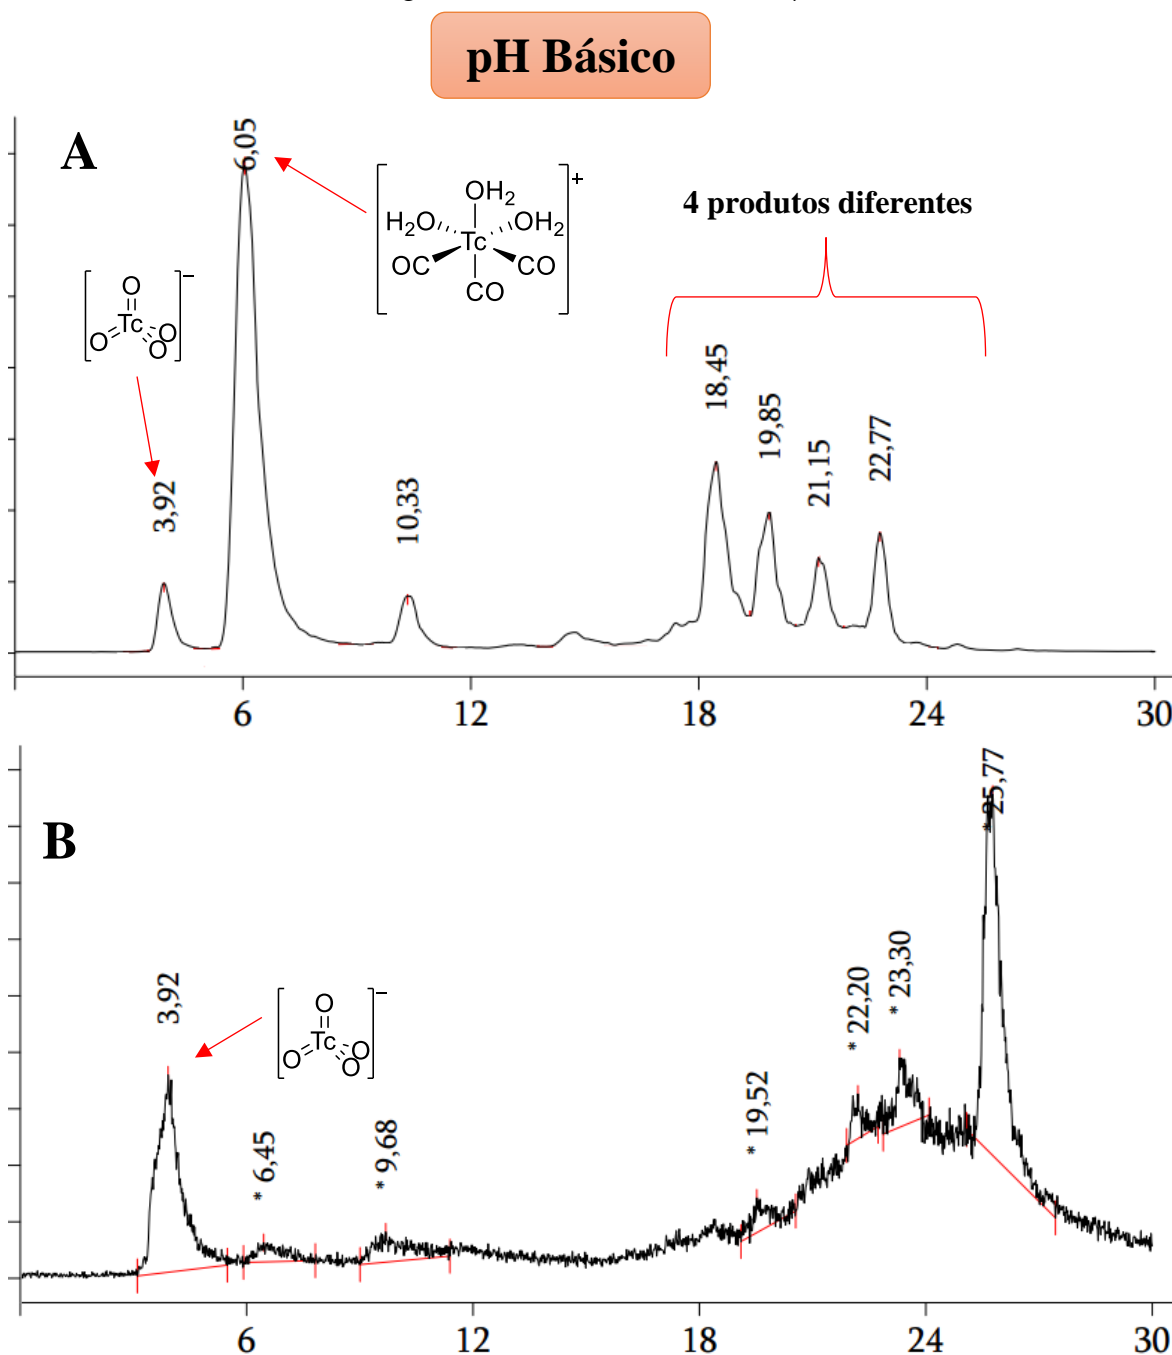 pH Básico
A
6,05
[OH2
H2O OH2
Tc
OC CO
CO]+
4 produtos diferentes
[O
Tc
O O
O]−
3,92
10,33
18,45
19,85
21,15
22,77
6 12 18 24 30
B
3,92
[O
Tc
O O
O]−
* 6,45
* 9,68
* 19,52
* 22,20
* 23,30
* 25,77
6 12 18 24 30